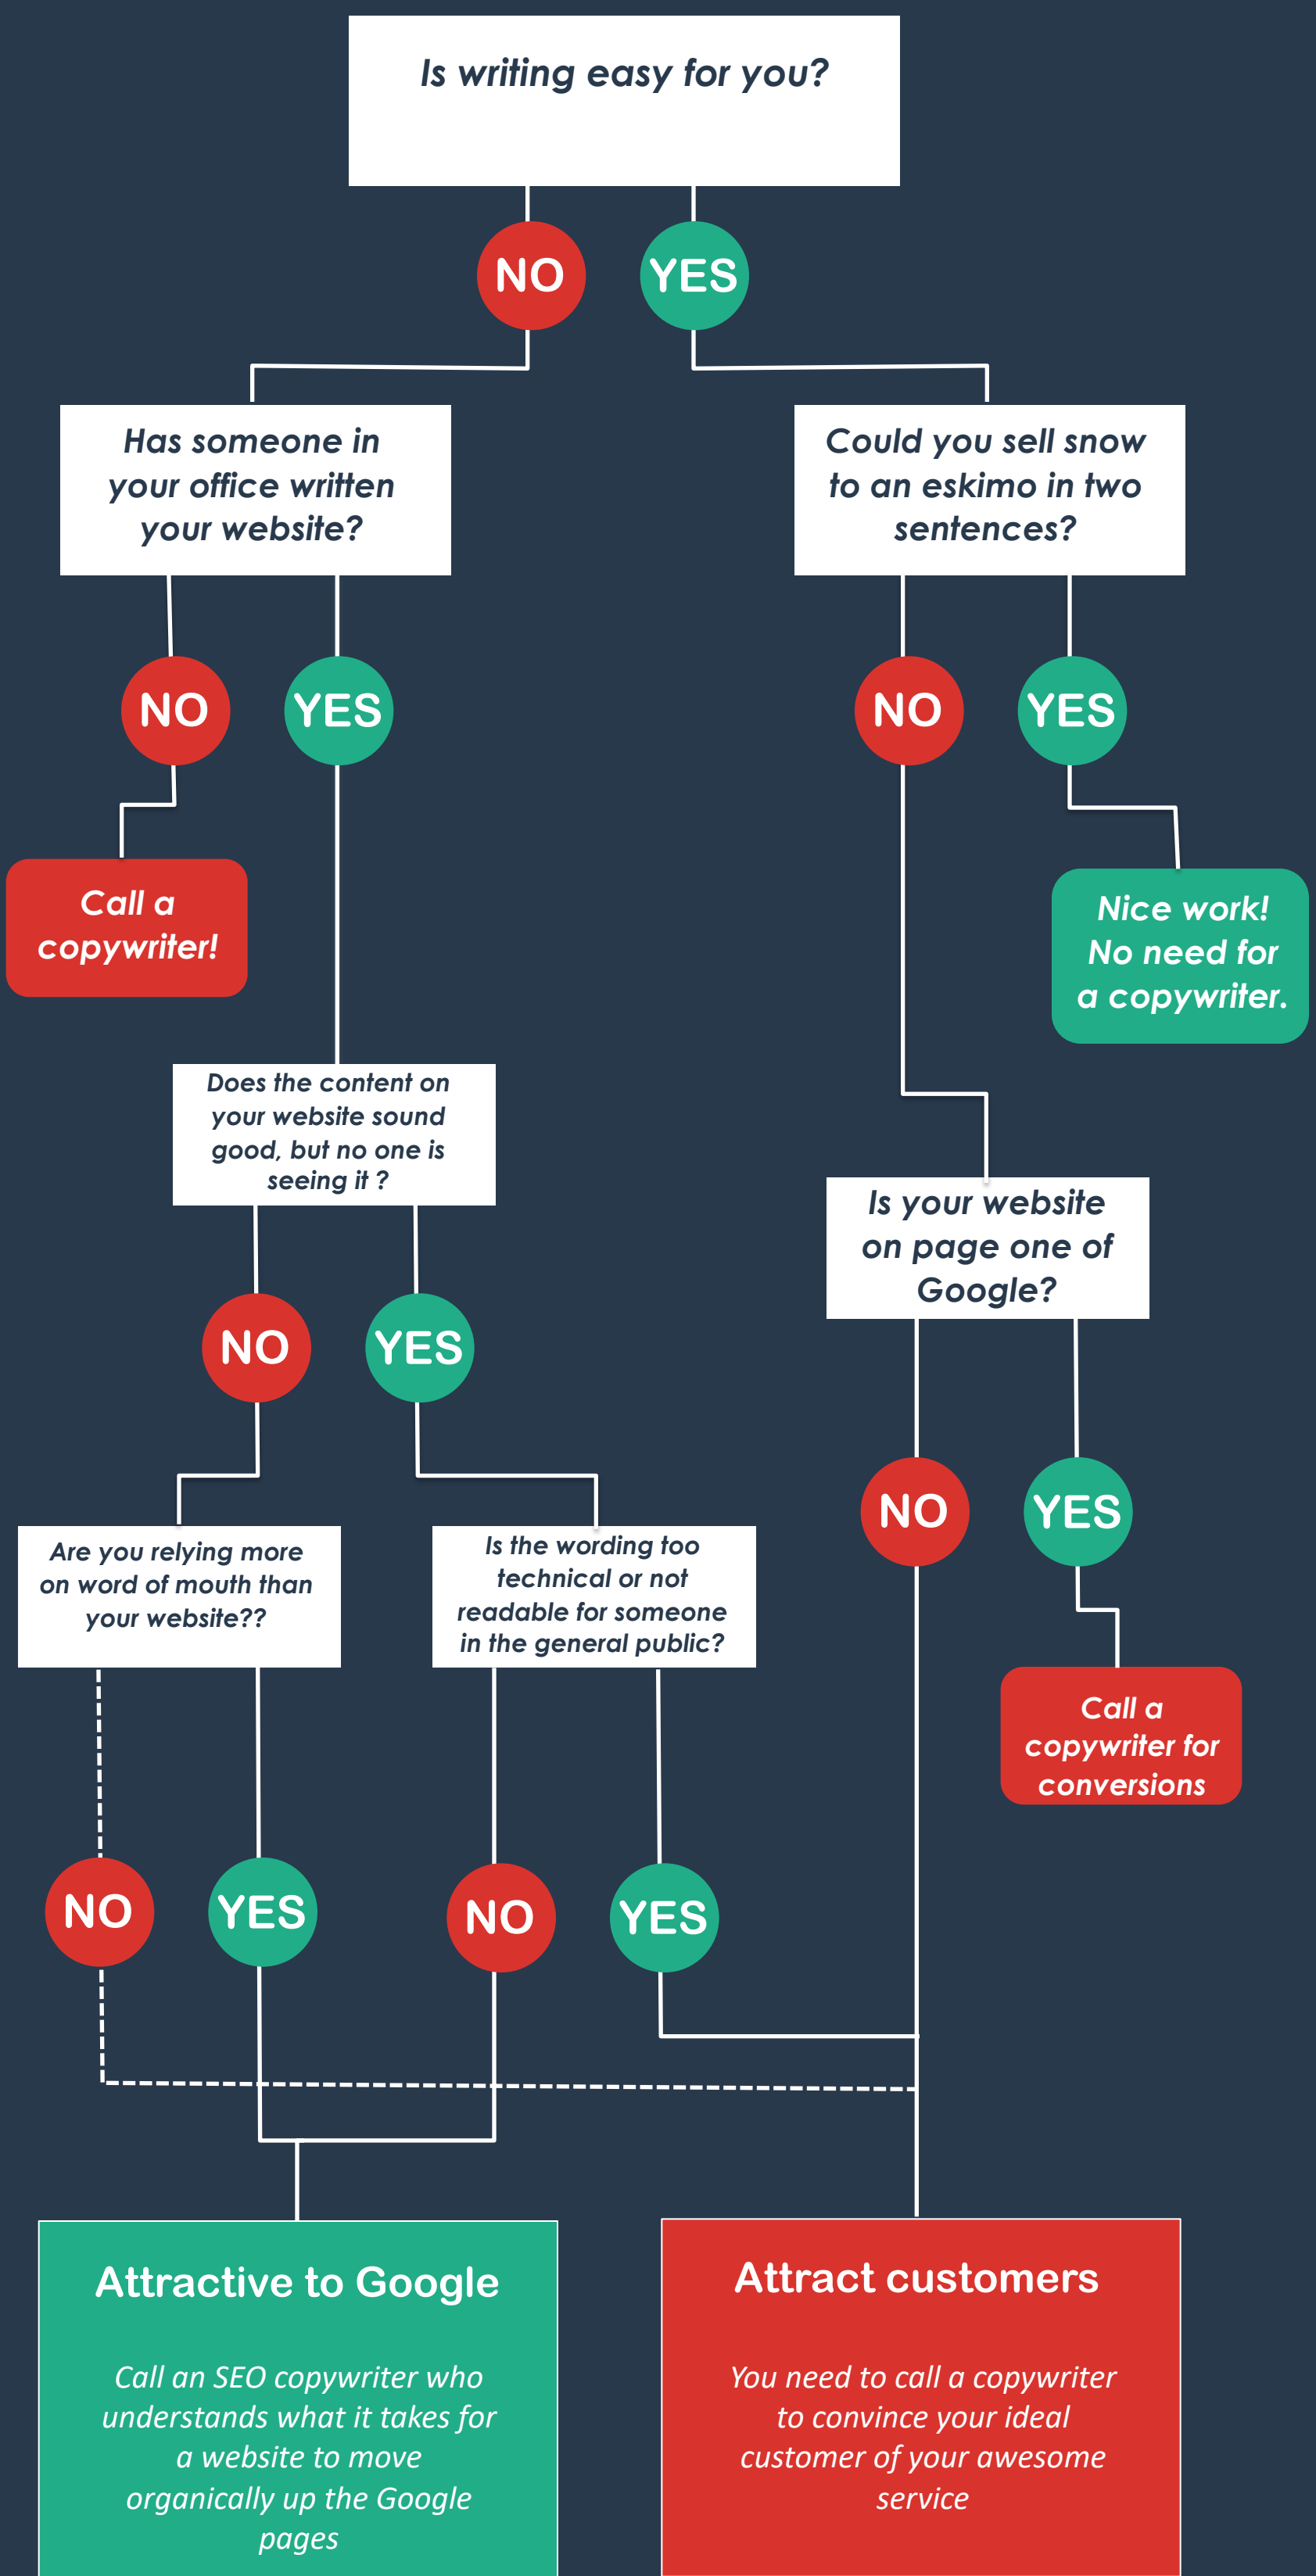 Is writing easy for you?
NO
YES
Has someone in
your office written
your website?
Could you sell snow
to an eskimo in two
sentences?
NO
YES
NO
YES
Call a
copywriter!
Nice work!
No need for
a copywriter.
Does the content on
your website sound
good, but no one is
seeing it ?
Is your website
on page one of
Google?
NO
YES
NO
YES
Are you relying more
on word of mouth than
your website??
Is the wording too
technical or not
readable for someone
in the general public?
Call a
copywriter for
conversions
NO
YES
NO
YES
Attractive to Google
Call an SEO copywriter who
understands what it takes for
a website to move
organically up the Google
pages
Attract customers
You need to call a copywriter
to convince your ideal
customer of your awesome
service